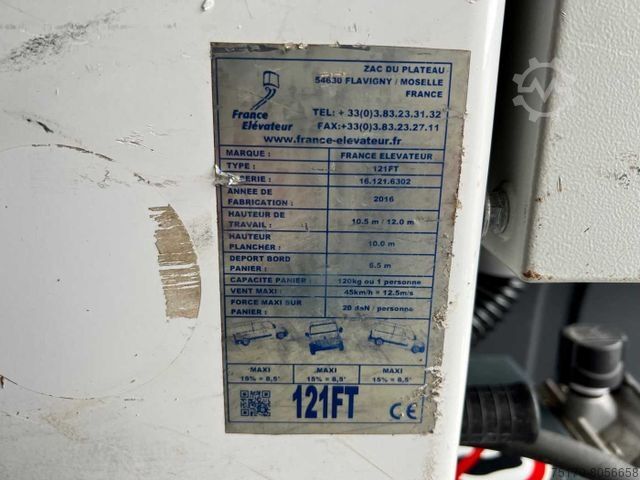 ZAC DU PLATEAU
54630 FLAVIGNY / MOSELLE
FRANCE
France
Elévateur
TEL: + 33(0)3.83.23.31.32
FAX:+33(0)3.83.23.27.11
www.france-elevateur.fr
MARQUE : FRANCE ELEVATEUR
TYPE : 121FT
SERIE : 16.121.6302
ANNEE DE
FABRICATION : 2016
HAUTEUR DE
TRAVAIL : 10.5 m / 12.0 m
HAUTEUR
PLANCHER : 10.0 m
DEPORT BORD
PANIER : 6.5 m
CAPACITE PANIER : 120kg ou 1 personne
VENT MAXI : 45km/h = 12.5m/s
FORCE MAXI SUR
PANIER : 20 daN / personne
MAXI MAXI MAXI
15% = 8,5° 15% = 8,5° 15% = 8,5°
121FT CE
75179-8056658